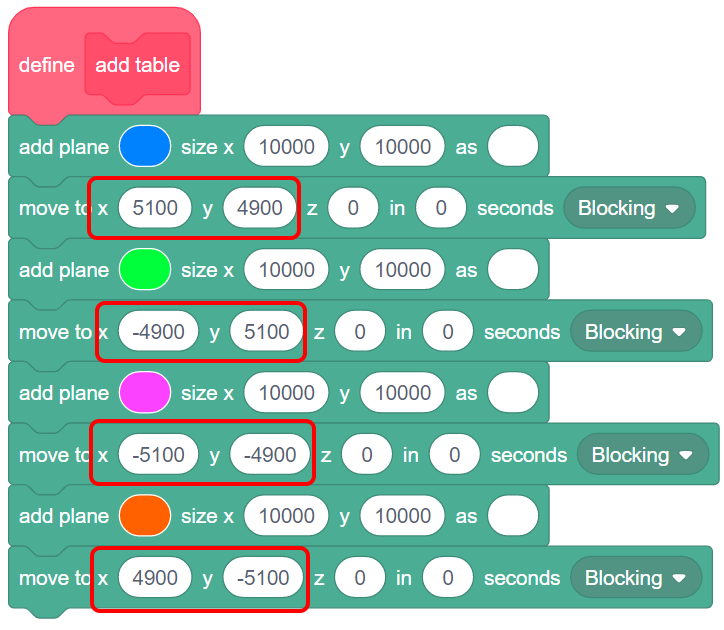 define add table
add plane size x 10000 y 10000 as
move to x 5100 y 4900 z 0 in 0 seconds Blocking
add plane size x 10000 y 10000 as
move to x -4900 y 5100 z 0 in 0 seconds Blocking
add plane size x 10000 y 10000 as
move to x -5100 y -4900 z 0 in 0 seconds Blocking
add plane size x 10000 y 10000 as
move to x 4900 y -5100 z 0 in 0 seconds Blocking